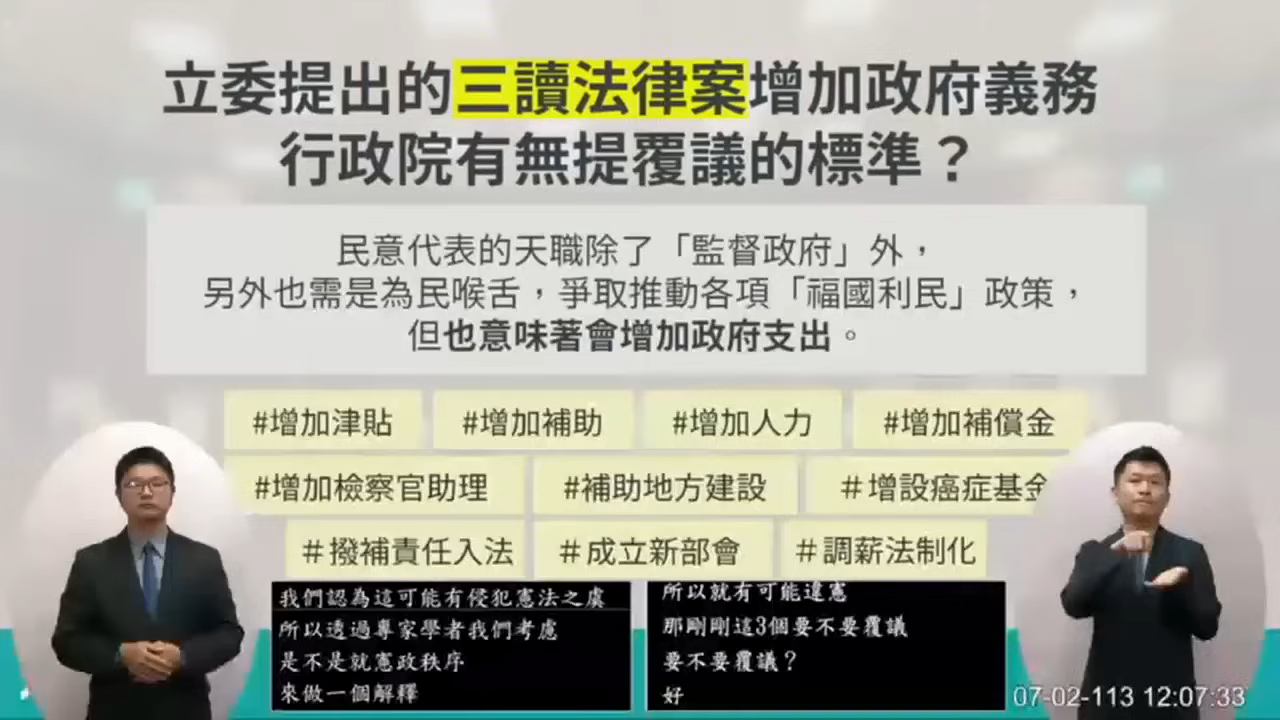 立委提出的三讀法律案增加政府義務
行政院有無提覆議的標準？
民意代表的天職除了「監督政府」外，
另外也需是為民喉舌，爭取推動各項「福國利民」政策，
但也意味著會增加政府支出。
#增加津貼 #增加補助 #增加人力 #增加補償金
#增加檢察官助理 #補助地方建設 #增設癌症基金
#撥補責任入法 #成立新部會 #調薪法制化
我們認為這可能有侵犯憲法之虞
所以透過專家學者我們考慮
是不是就憲政秩序
來做一個解釋
所以就有可能違憲
那剛剛這3個要不要覆議
要不要覆議？
好
07-02-113 12:07:33